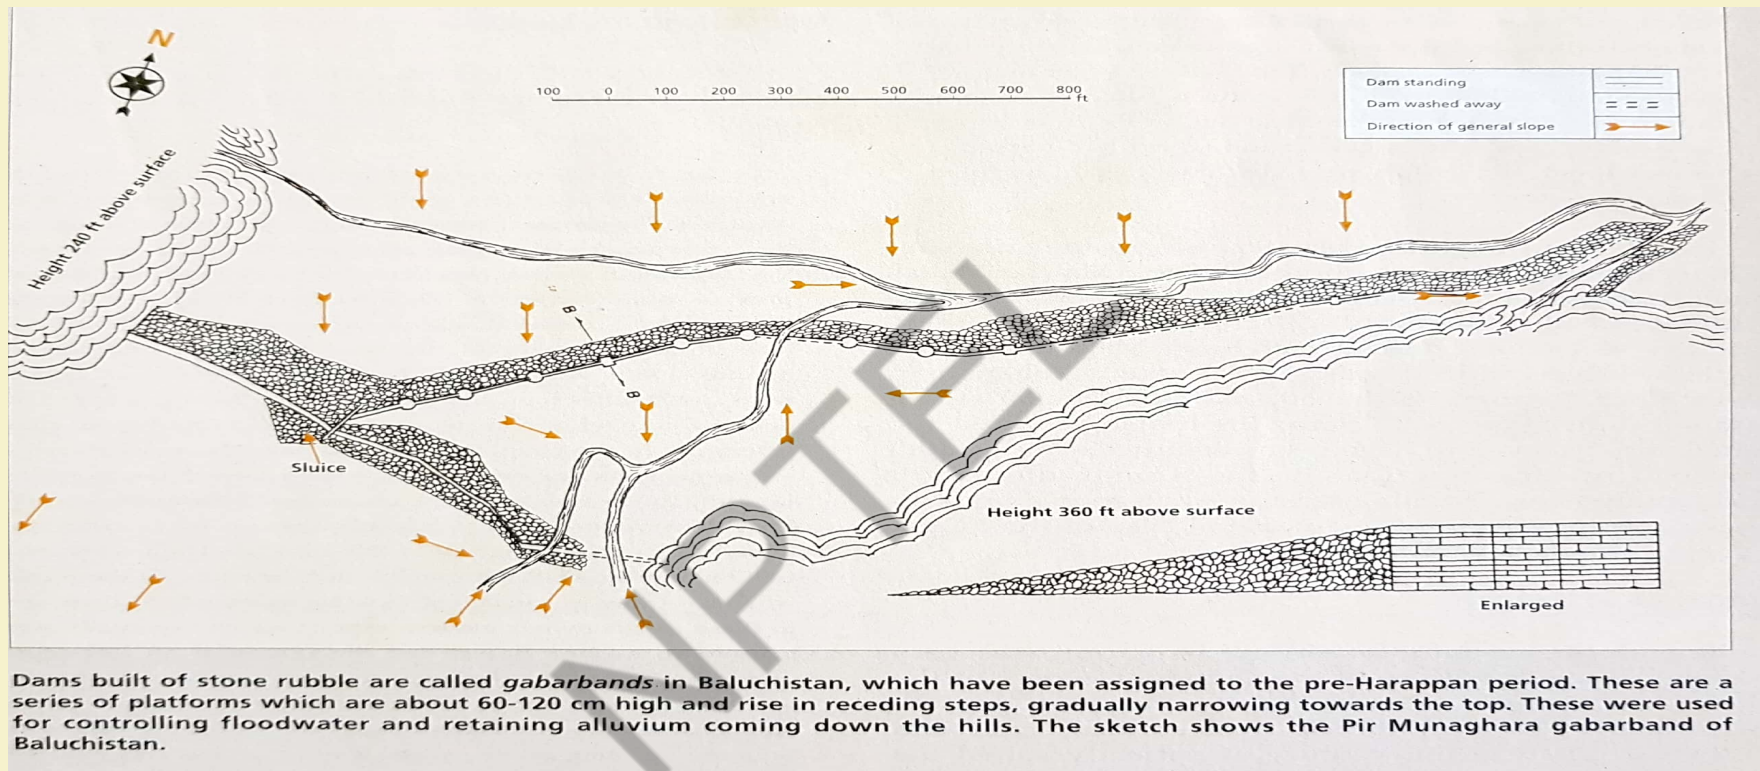 N
100 0 100 200 300 400 500 600 700 800
ft
Dam standing
Dam washed away
Direction of general slope
Height 240 ft above surface
B
B
Sluice
Height 360 ft above surface
Enlarged
NPTEL
Dams built of stone rubble are called gabarbands in Baluchistan, which have been assigned to the pre-Harappan period. These are a
series of platforms which are about 60-120 cm high and rise in receding steps, gradually narrowing towards the top. These were used
for controlling floodwater and retaining alluvium coming down the hills. The sketch shows the Pir Munaghara gabarband of
Baluchistan.